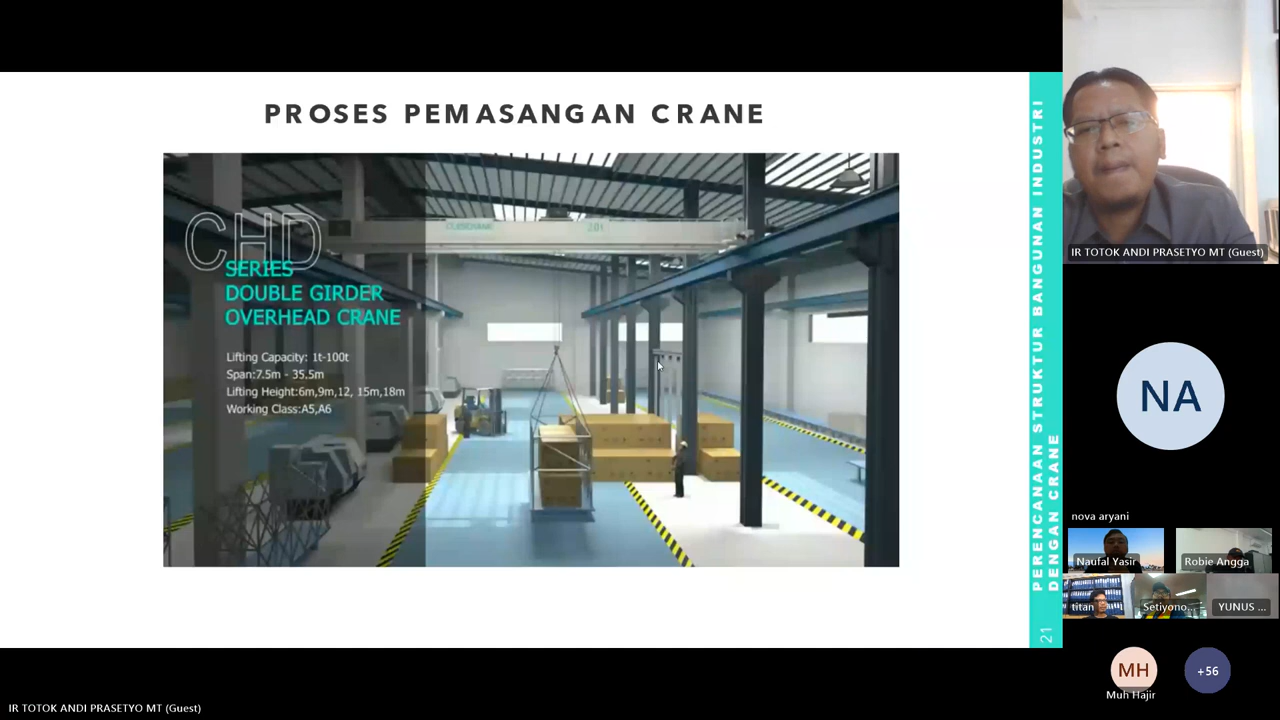 PROSES PEMASANGAN CRANE
CHD
SERIES
DOUBLE GIRDER
OVERHEAD CRANE
Lifting Capacity: 1t-100t
Span:7.5m - 35.5m
Lifting Height:6m,9m,12, 15m,18m
Working Class:A5,A6
PERENCANAAN STRUKTUR BANGUNAN INDUSTRI
DENGAN CRANE
21
IR TOTOK ANDI PRASETYO MT (Guest)
NA
nova aryani
Naufal Yasir
Robie Angga
titan
Setiyono...
YUNUS ...
MH
Muh Hajir
+56
IR TOTOK ANDI PRASETYO MT (Guest)